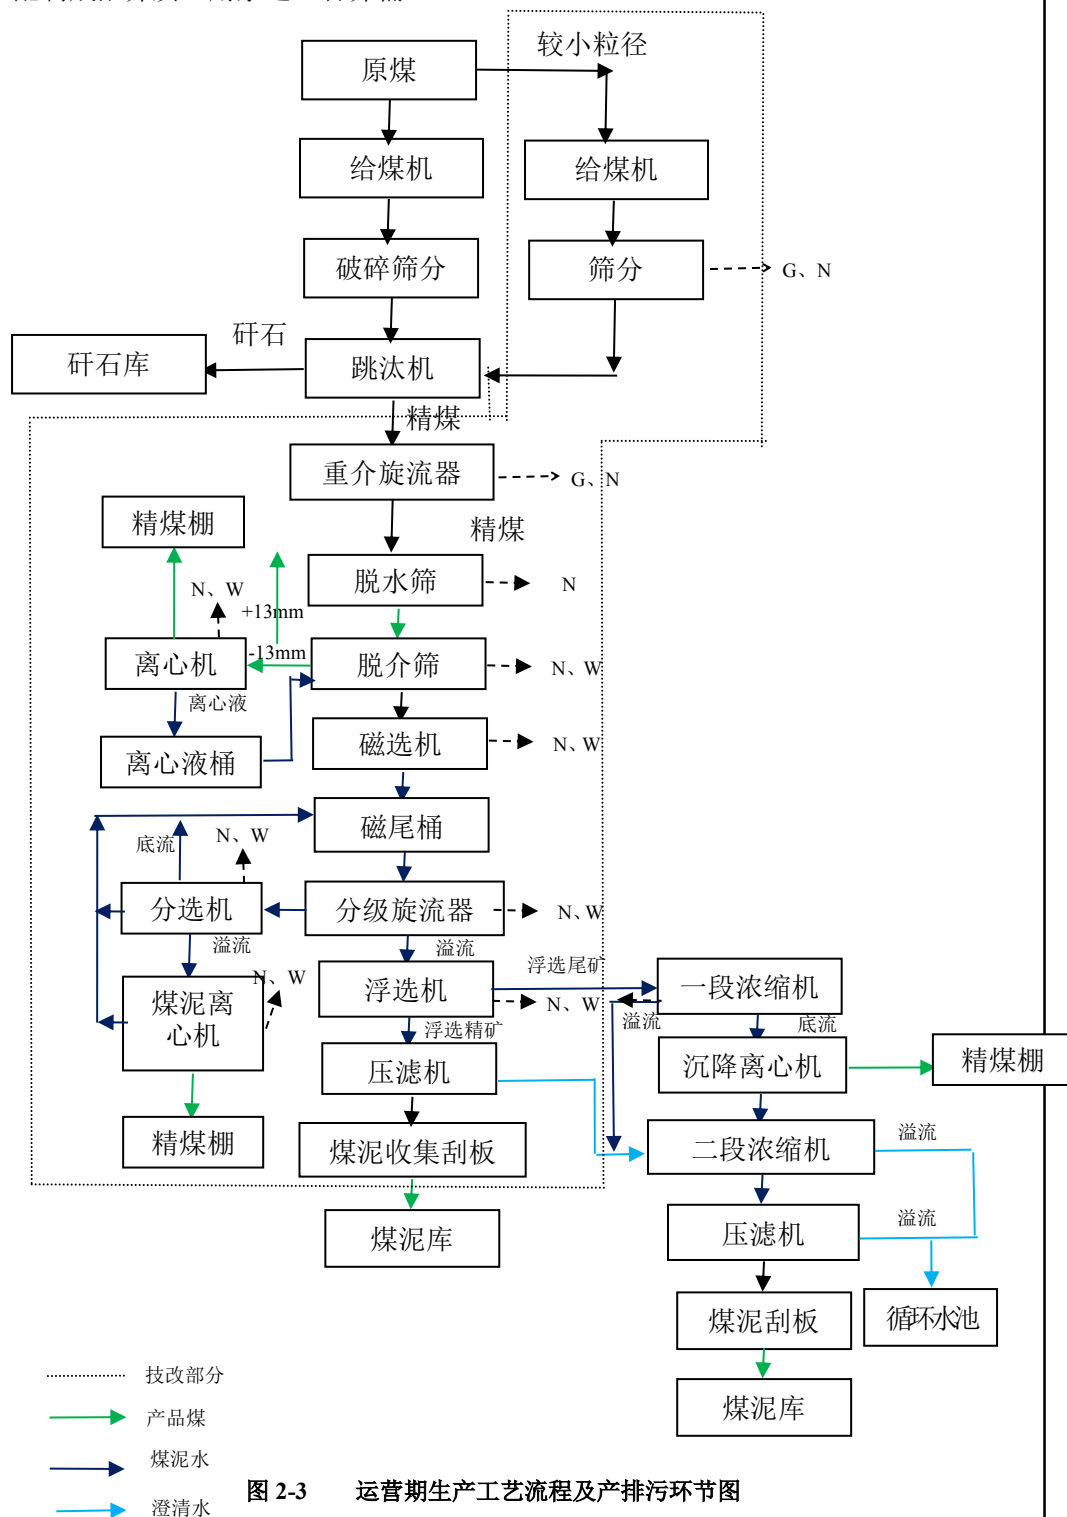 较小粒径
原煤
给煤机
给煤机
破碎筛分
筛分
G、N
矸石
矸石库
跳汰机
精煤
重介旋流器
G、N
精煤棚
精煤
脱水筛
N
N、W
+13mm
离心机
-13mm
脱介筛
N、W
离心液
磁选机
N、W
离心液桶
磁尾桶
底流
N、W
分选机
分级旋流器
N、W
溢流
溢流
浮选尾矿
N、W
煤泥离
心机
浮选机
N、W
一段浓缩机
溢流
底流
浮选精矿
压滤机
沉降离心机
精煤棚
精煤棚
煤泥收集刮板
二段浓缩机
溢流
煤泥库
压滤机
溢流
煤泥刮板
循环水池
技改部分
煤泥库
产品煤
煤泥水
图 2-3 运营期生产工艺流程及产排污环节图
澄清水